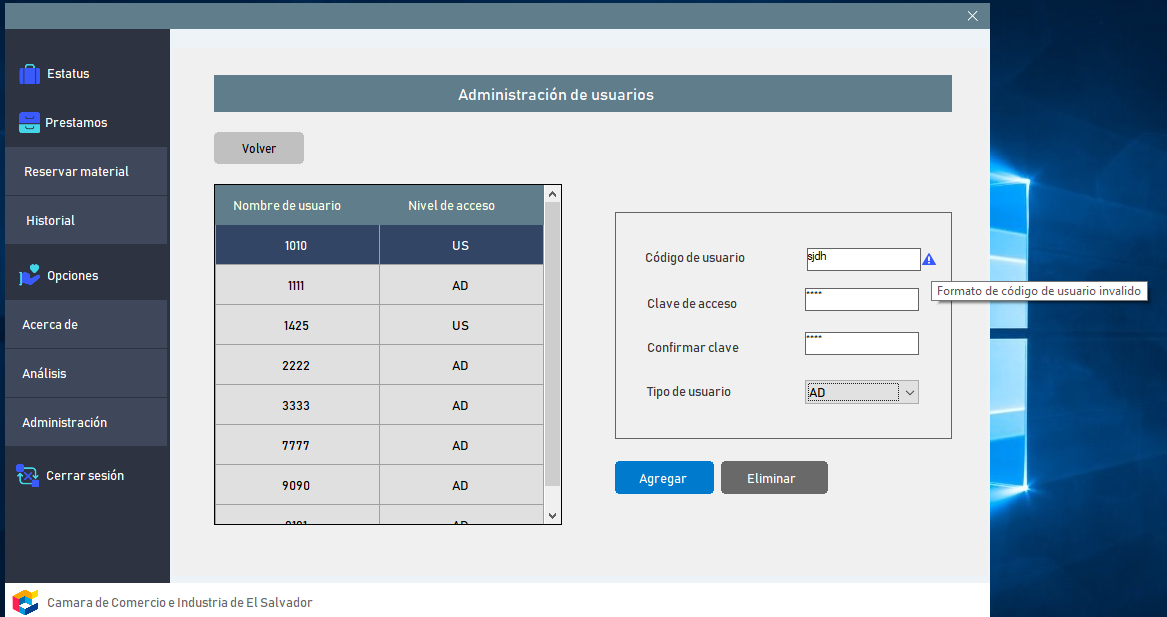 Estatus
Prestamos
Reservar material
Historial
Opciones
Acerca de
Análisis
Administración
Cerrar sesión
Administración de usuarios
Volver
Nombre de usuario Nivel de acceso
1010 US
1111 AD
1425 US
2222 AD
3333 AD
7777 AD
9090 AD
AD
Código de usuario sjdh
Formato de código de usuario invalido
Clave de acceso ****
Confirmar clave ****
Tipo de usuario AD
Agregar Eliminar
Camara de Comercio e Industria de El Salvador